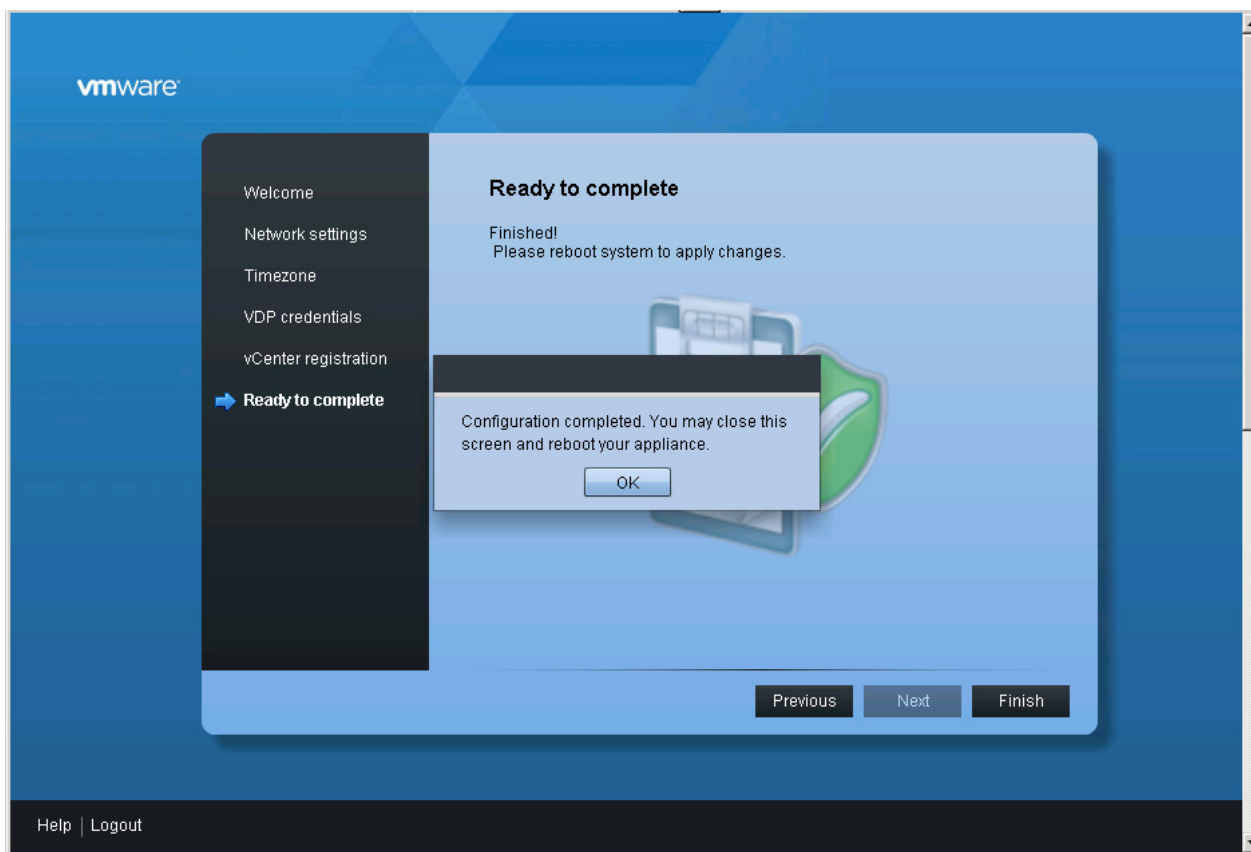 vmware
Welcome
Network settings
Timezone
VDP credentials
vCenter registration
Ready to complete
Ready to complete
Finished!
Please reboot system to apply changes.
Configuration completed. You may close this
screen and reboot your appliance.
OK
Previous
Next
Finish
Help | Logout